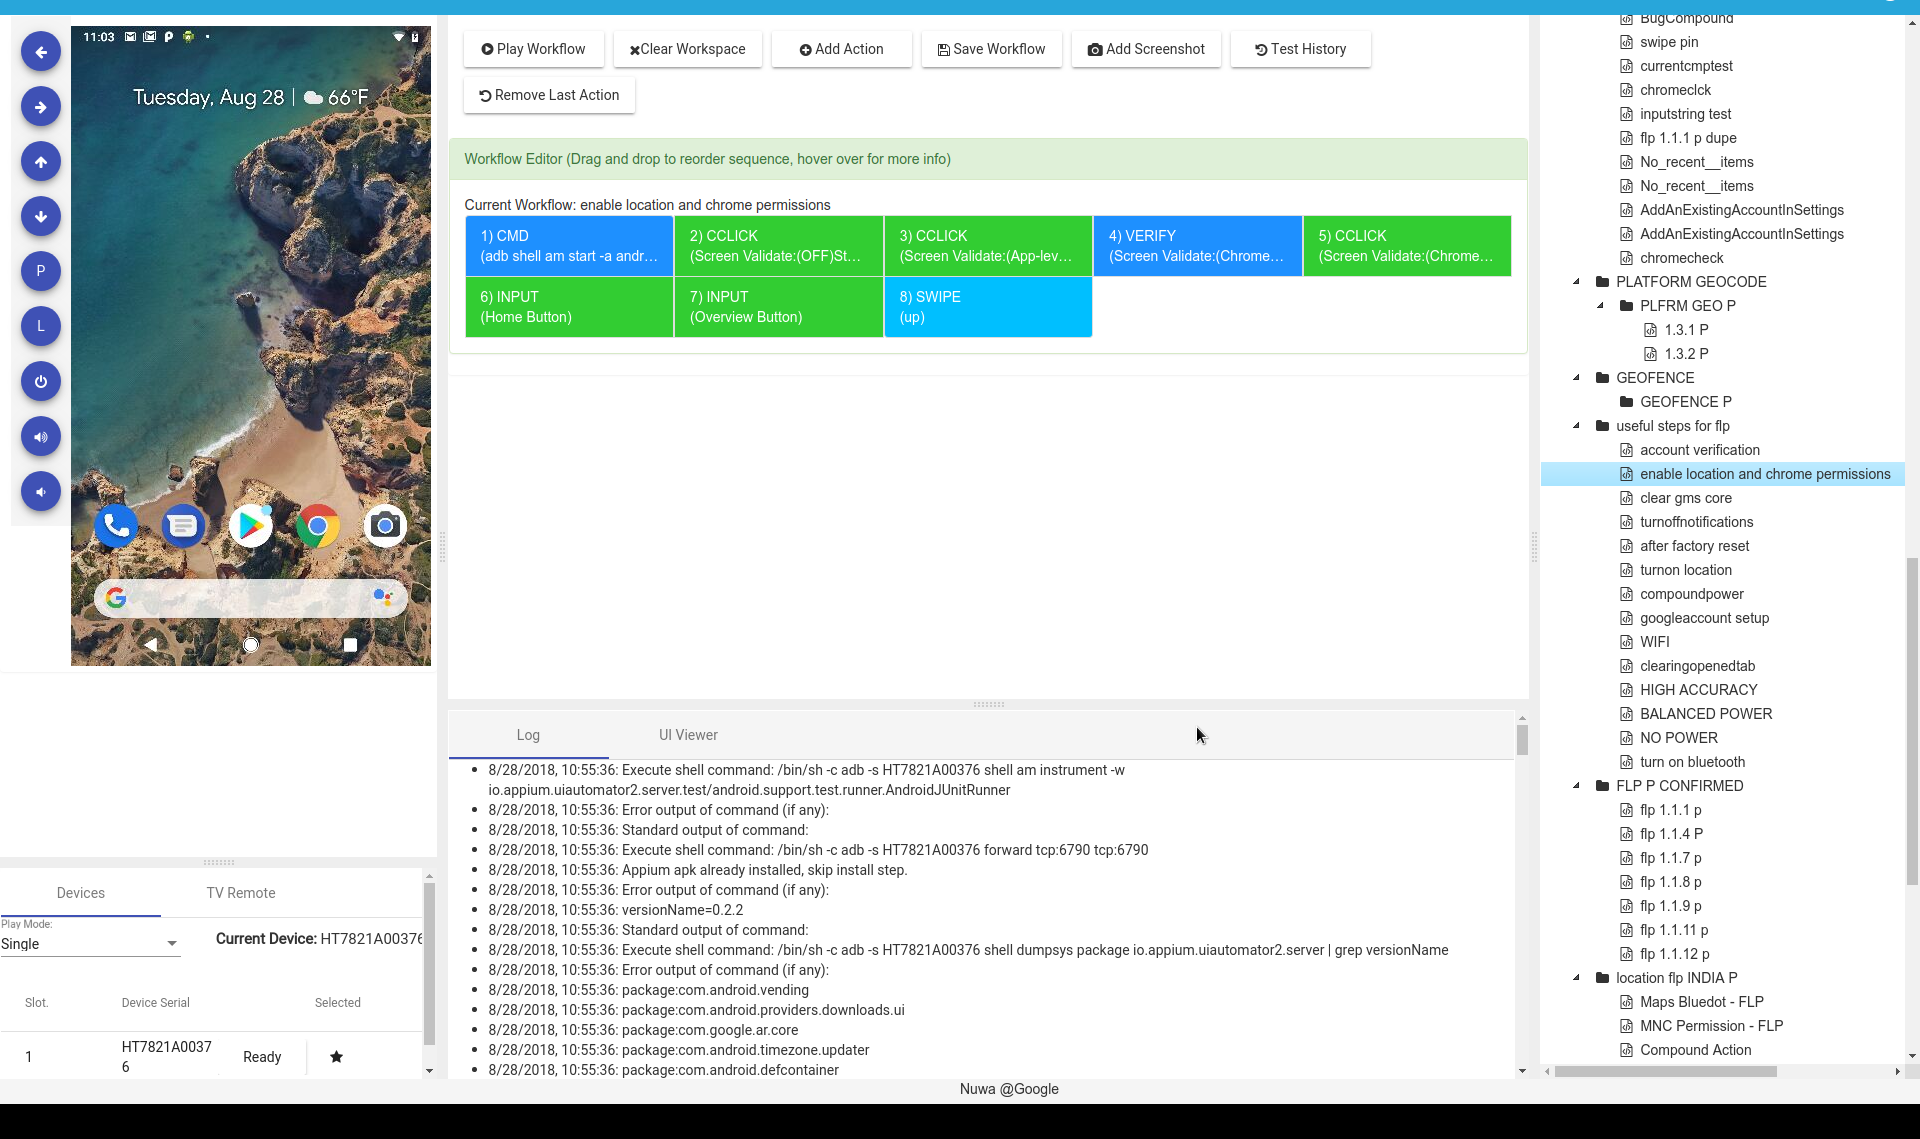 11:03
Tuesday, Aug 28 | 66°F
P
L
Play Workflow
Clear Workspace
Add Action
Save Workflow
Add Screenshot
Test History
Remove Last Action
Workflow Editor (Drag and drop to reorder sequence, hover over for more info)
Current Workflow: enable location and chrome permissions
1) CMD
(adb shell am start -a andr...
2) CCLICK
(Screen Validate:(OFF)St...
3) CCLICK
(Screen Validate:(App-lev...
4) VERIFY
(Screen Validate:(Chrome...
5) CCLICK
(Screen Validate:(Chrome...
6) INPUT
(Home Button)
7) INPUT
(Overview Button)
8) SWIPE
(up)
Log
UI Viewer
8/28/2018, 10:55:36: Execute shell command: /bin/sh -c adb -s HT7821A00376 shell am instrument -w
io.appium.uiautomator2.server.test/android.support.test.runner.AndroidJUnitRunner
8/28/2018, 10:55:36: Error output of command (if any):
8/28/2018, 10:55:36: Standard output of command:
8/28/2018, 10:55:36: Execute shell command: /bin/sh -c adb -s HT7821A00376 forward tcp:6790 tcp:6790
8/28/2018, 10:55:36: Appium apk already installed, skip install step.
8/28/2018, 10:55:36: Error output of command (if any):
8/28/2018, 10:55:36: versionName=0.2.2
8/28/2018, 10:55:36: Standard output of command:
8/28/2018, 10:55:36: Execute shell command: /bin/sh -c adb -s HT7821A00376 shell dumpsys package io.appium.uiautomator2.server | grep versionName
8/28/2018, 10:55:36: Error output of command (if any):
8/28/2018, 10:55:36: package:com.android.vending
8/28/2018, 10:55:36: package:com.android.providers.downloads.ui
8/28/2018, 10:55:36: package:com.google.ar.core
8/28/2018, 10:55:36: package:com.android.timezone.updater
8/28/2018, 10:55:36: package:com.android.defcontainer
Devices
TV Remote
Play Mode:
Single
Current Device: HT7821A00376
Slot.
Device Serial
Selected
1
HT7821A0037
6
Ready
BugCompound
swipe pin
currentcmptest
chromeclck
inputstring test
flp 1.1.1 p dupe
No_recent__items
No_recent__items
AddAnExistingAccountInSettings
AddAnExistingAccountInSettings
chromecheck
PLATFORM GEOCODE
PLFRM GEO P
1.3.1 P
1.3.2 P
GEOFENCE
GEOFENCE P
useful steps for flp
account verification
enable location and chrome permissions
clear gms core
turnoffnotifications
after factory reset
turnon location
compoundpower
googleaccount setup
WIFI
clearingopenedtab
HIGH ACCURACY
BALANCED POWER
NO POWER
turn on bluetooth
FLP P CONFIRMED
flp 1.1.1 p
flp 1.1.4 P
flp 1.1.7 p
flp 1.1.8 p
flp 1.1.9 p
flp 1.1.11 p
flp 1.1.12 p
location flp INDIA P
Maps Bluedot - FLP
MNC Permission - FLP
Compound Action
Nuwa @Google